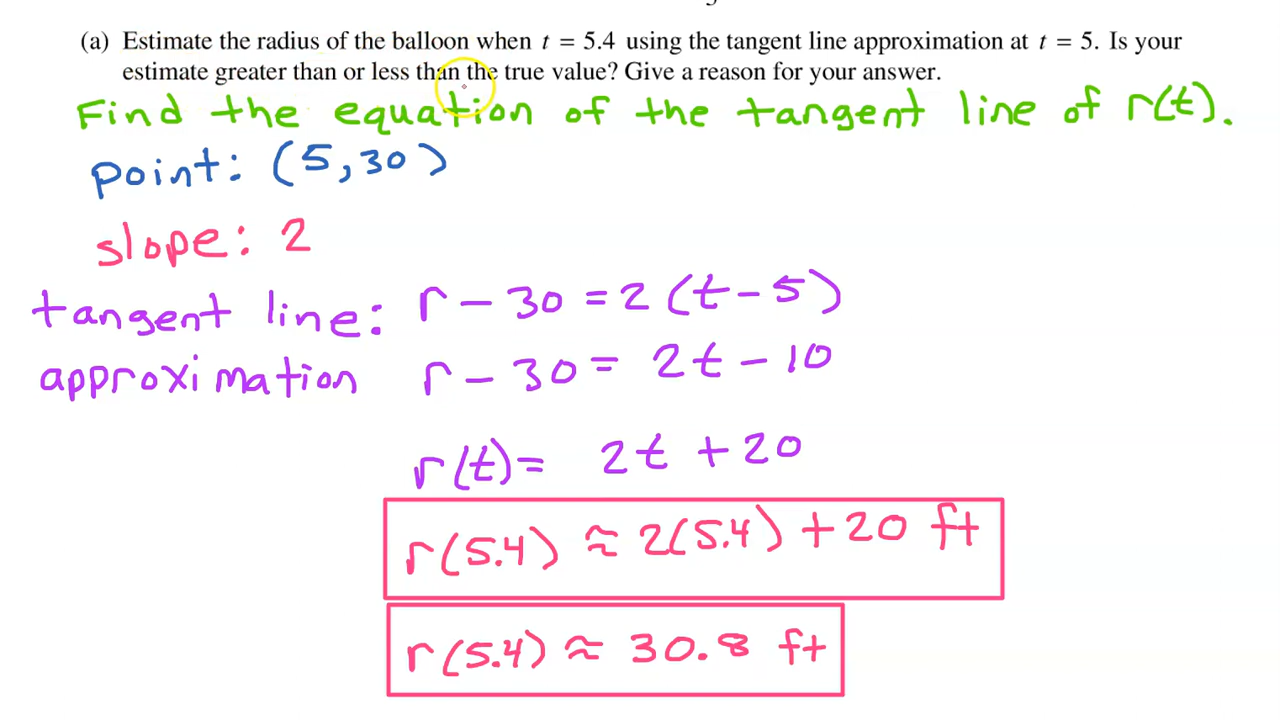 (a) Estimate the radius of the balloon when t = 5.4 using the tangent line approximation at t = 5. Is your
estimate greater than or less than the true value? Give a reason for your answer.
Find the equation of the tangent line of r(t).
point: (5,30)
slope: 2
tangent line: r - 30 = 2 (t - 5)
approximation r - 30 = 2t - 10
r(t) = 2t + 20
r(5.4) ≈ 2(5.4) + 20 ft
r(5.4) ≈ 30.8 ft